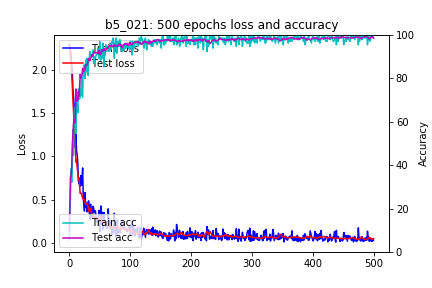 b5_021: 500 epochs loss and accuracy
Train loss
Test loss
Train acc
Test acc
Loss
2.0
1.5
1.0
0.5
0.0
Accuracy
100
80
60
40
20
0
0
100
200
300
400
500